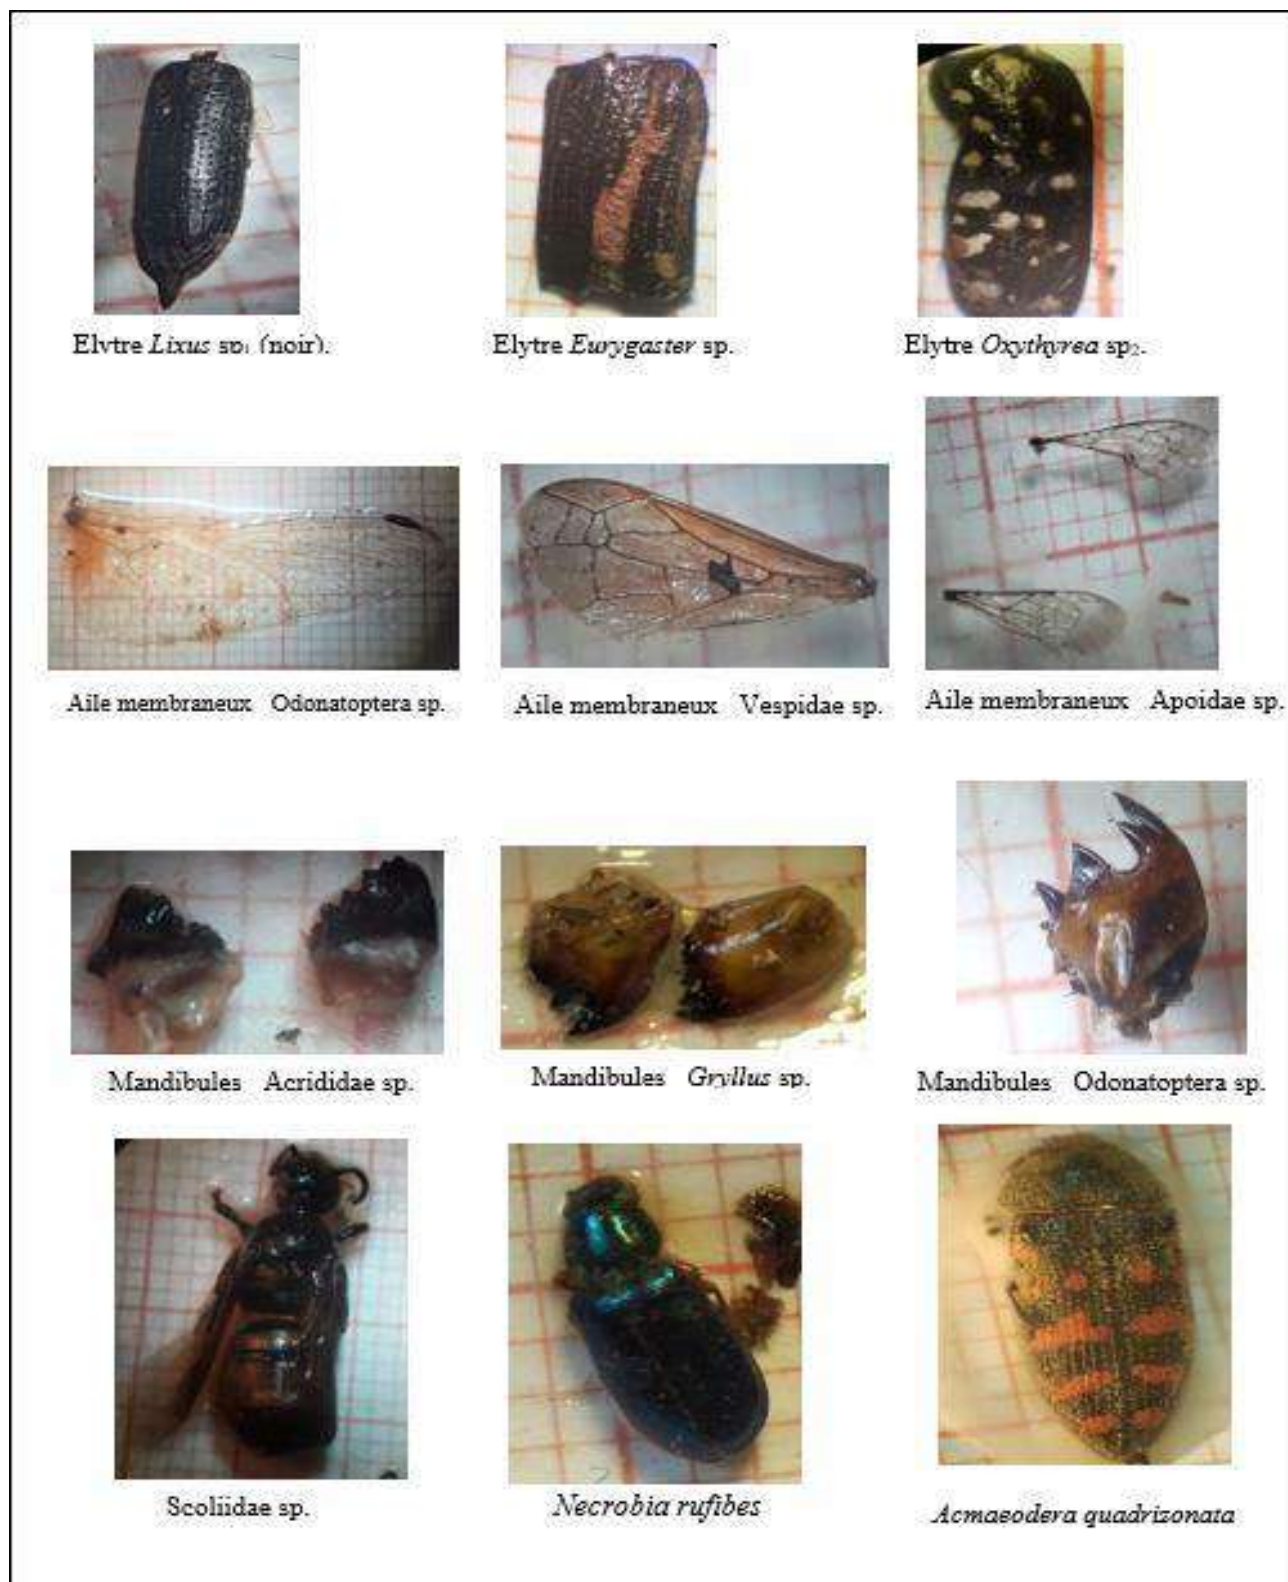 Elytre Lixus sp₁ (noir).
Elytre Eurygaster sp.
Elytre Oxythyrea sp₂.
Aile membraneux Odonatoptera sp.
Aile membraneux Vespidae sp.
Aile membraneux Apoidae sp.
Mandibules Acrididae sp.
Mandibules Gryllus sp.
Mandibules Odonatoptera sp.
Scoliidae sp.
Necrobia rufibes
Acmaeodera quadrizonata